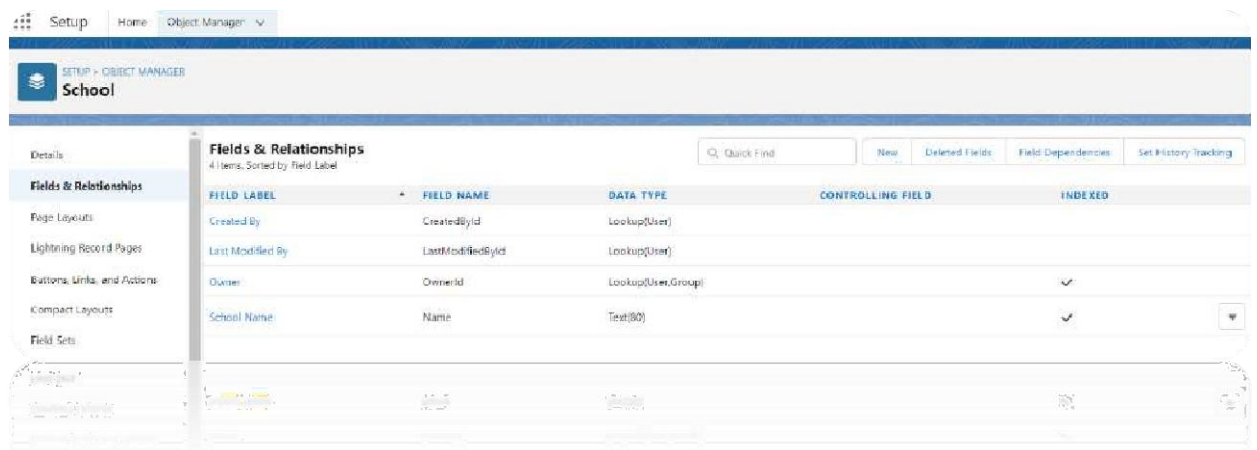 Setup Home Object Manager
SETUP > OBJECT MANAGER
School
Details
Fields & Relationships
Page Layouts
Lightning Record Pages
Buttons, Links, and Actions
Compact Layouts
Field Sets
Fields & Relationships
4 Items, Sorted by Field Label
Quick Find New Deleted Fields Field Dependencies Set History Tracking
FIELD LABEL FIELD NAME DATA TYPE CONTROLLING FIELD INDEXED
Created By CreatedById Lookup(User)
Last Modified By LastModifiedById Lookup(User)
Owner OwnerId Lookup(User,Group)
School Name Name Text(80)